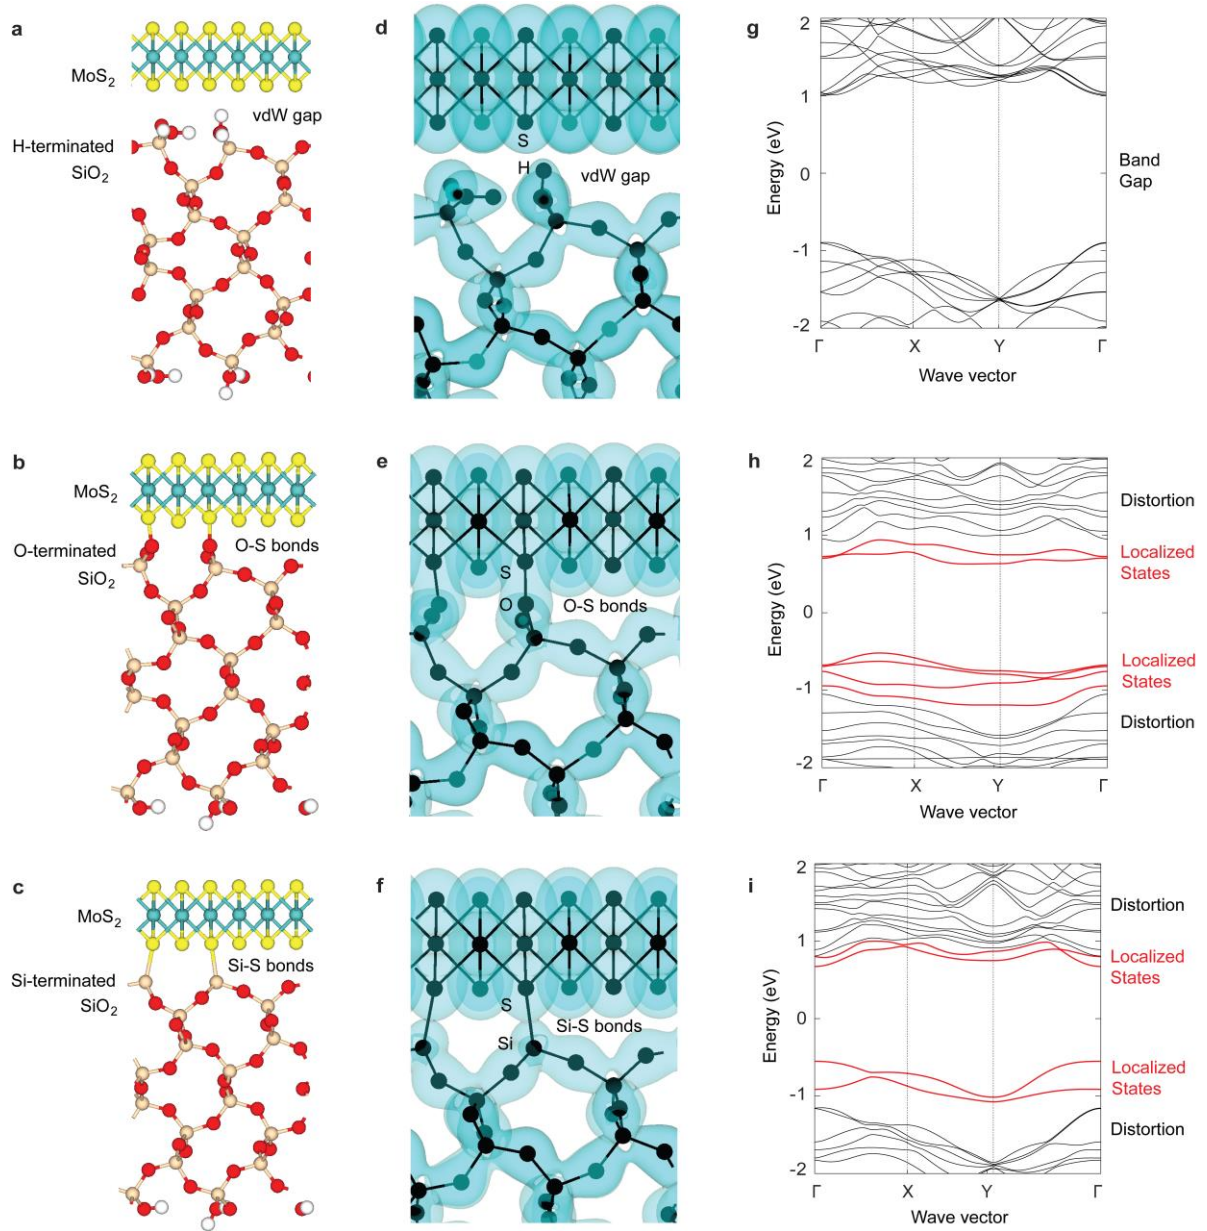 a
MoS2
vdW gap
H-terminated
SiO2
d
S
H
vdW gap
g
2
1
0
-1
-2
Energy (eV)
Γ
X
Y
Γ
Wave vector
Band
Gap
b
MoS2
O-S bonds
O-terminated
SiO2
e
S
O
O-S bonds
h
2
1
0
-1
-2
Energy (eV)
Γ
X
Y
Γ
Wave vector
Distortion
Localized
States
Localized
States
Distortion
c
MoS2
Si-S bonds
Si-terminated
SiO2
f
S
Si-S bonds
Si
i
2
1
0
-1
-2
Energy (eV)
Γ
X
Y
Γ
Wave vector
Distortion
Localized
States
Localized
States
Distortion